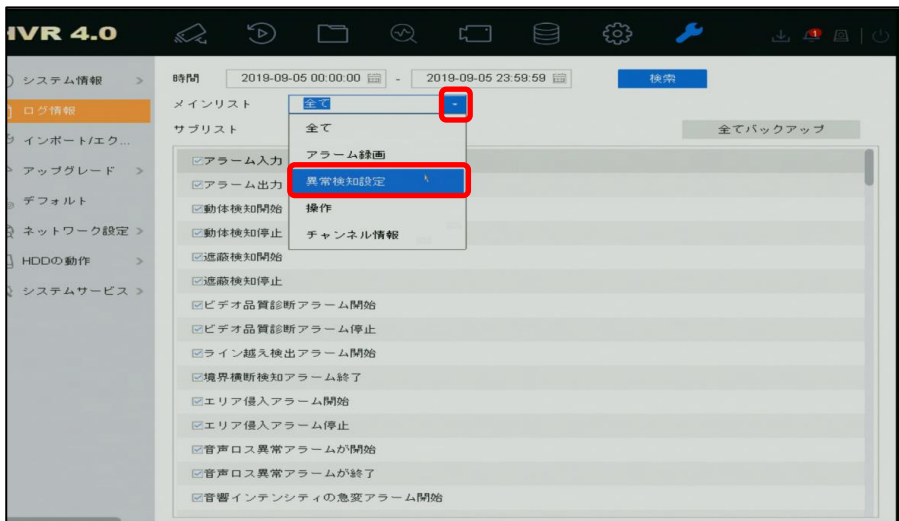 HVR 4.0
1
システム情報 >
ログ情報
インポート/エク...
アップグレード >
デフォルト
ネットワーク設定 >
HDDの動作 >
システムサービス >
時間 2019-09-05 00:00:00 - 2019-09-05 23:59:59 検索
メインリスト 全て
サブリスト 全てバックアップ
全て
アラーム録画
異常検知設定
操作
チャンネル情報
アラーム入力
アラーム出力
動体検知開始
動体検知停止
遮蔽検知開始
遮蔽検知停止
ビデオ品質診断アラーム開始
ビデオ品質診断アラーム停止
ライン越え検出アラーム開始
境界横断検知アラーム終了
エリア侵入アラーム開始
エリア侵入アラーム停止
音声ロス異常アラームが開始
音声ロス異常アラームが終了
音響インテンシティの急変アラーム開始